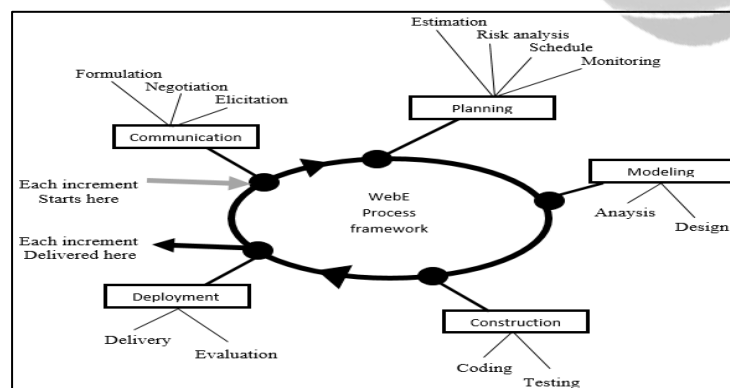 Estimation
Risk analysis
Schedule
Monitoring
Planning
Formulation
Negotiation
Elicitation
Communication
Each increment
Starts here
WebE
Process
framework
Modeling
Anaysis
Design
Each increment
Delivered here
Deployment
Delivery
Evaluation
Construction
Coding
Testing